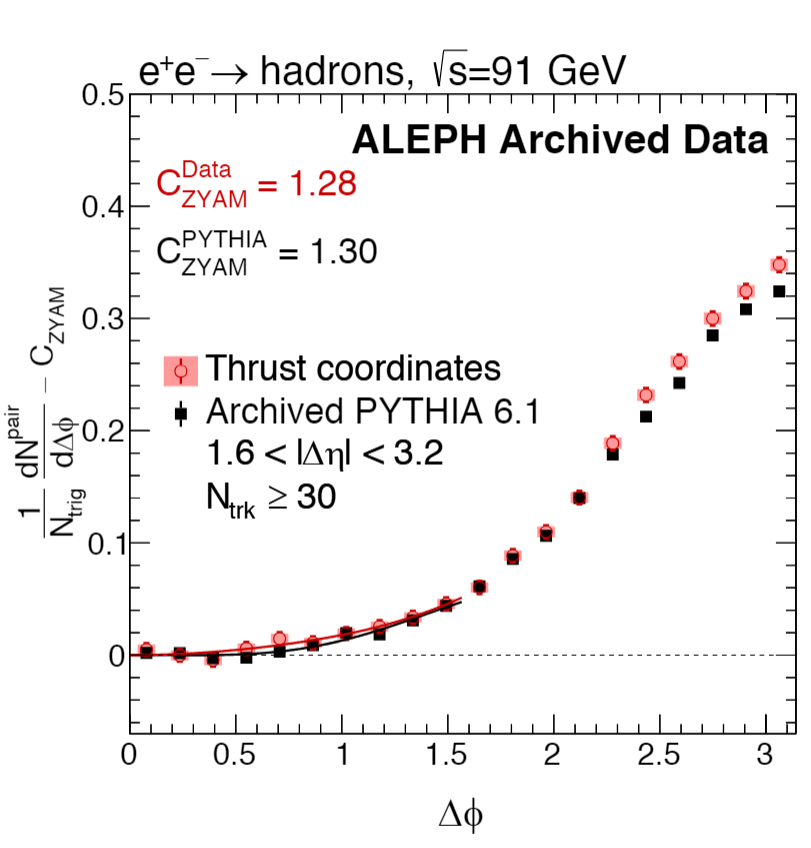 e⁺e⁻→ hadrons, √s=91 GeV
ALEPH Archived Data
C^Data_ZYAM = 1.28
C^PYTHIA_ZYAM = 1.30
Thrust coordinates
Archived PYTHIA 6.1
1.6 < |Δη| < 3.2
N_trk ≥ 30
1/N_trig dN^pair/dΔϕ − C_ZYAM
0.5
0.4
0.3
0.2
0.1
0
0 0.5 1 1.5 2 2.5 3
Δϕ